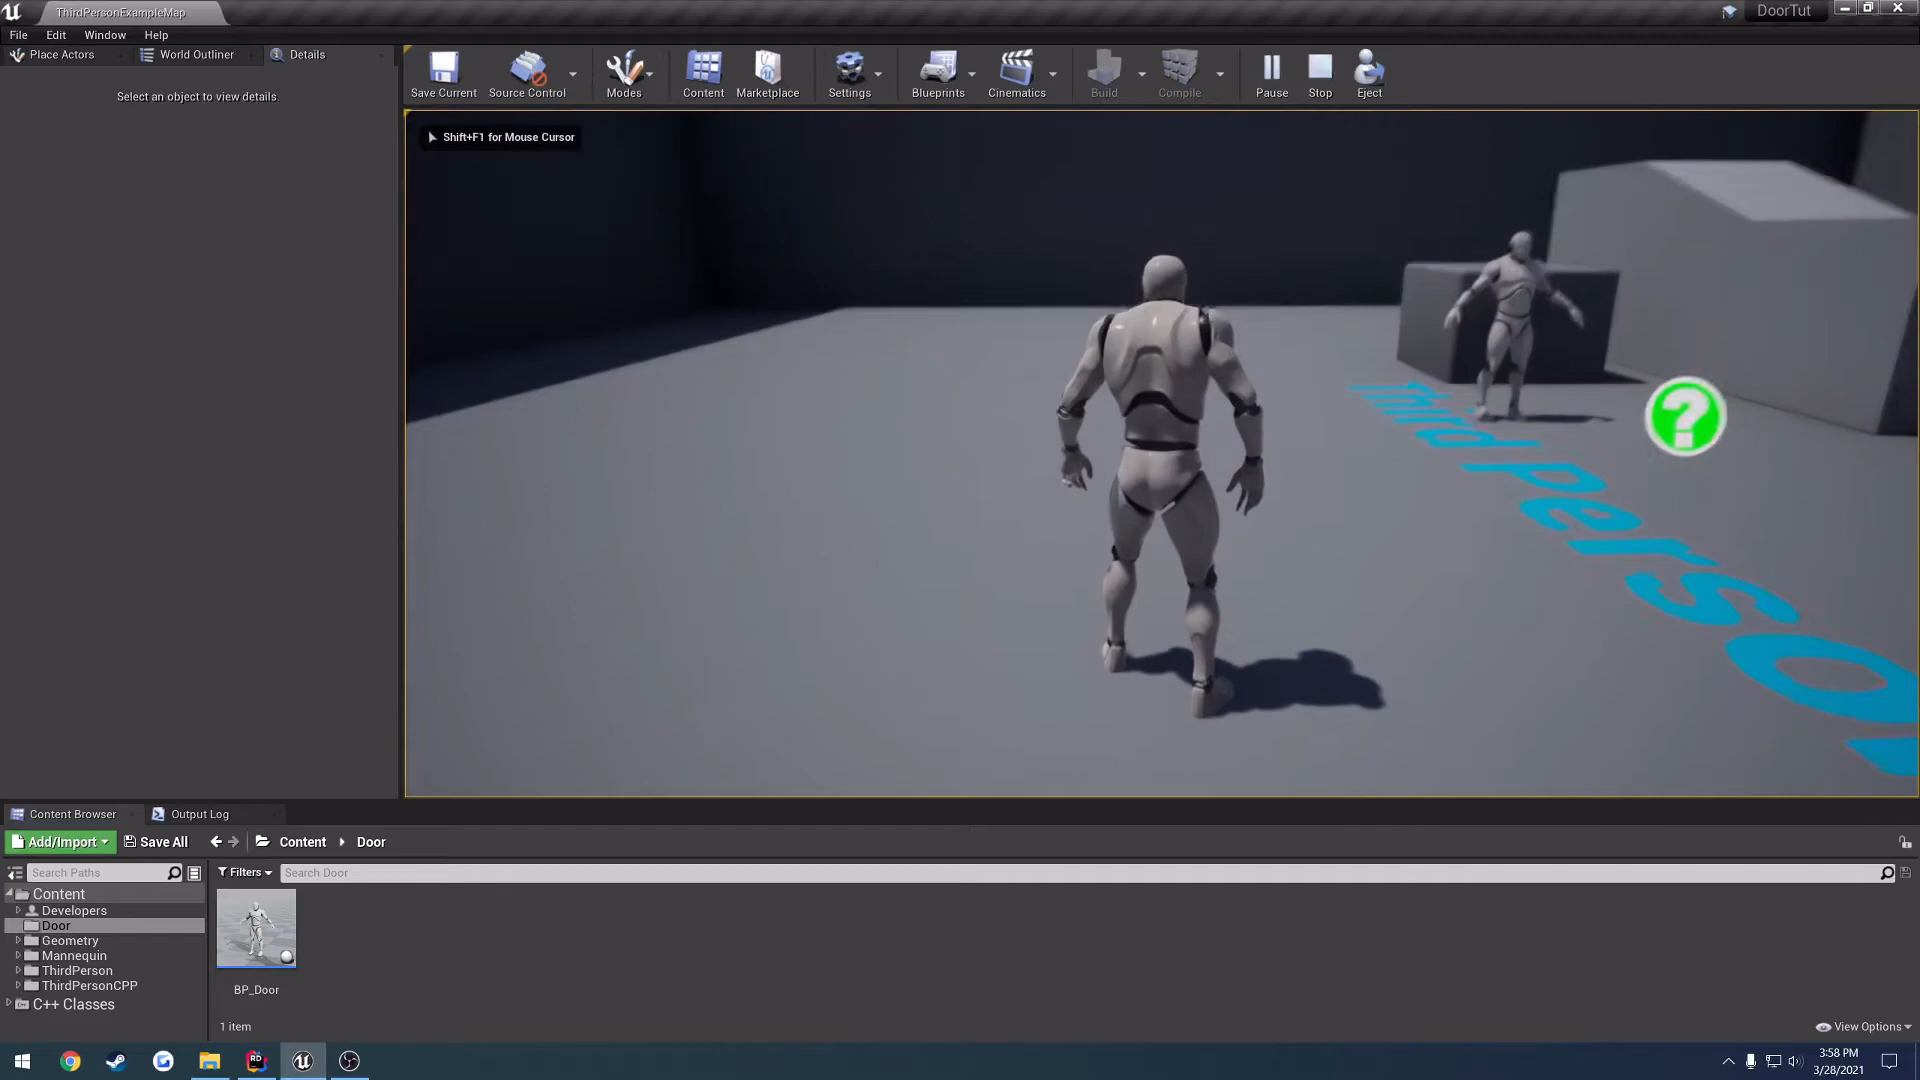 ThirdPersonExampleMap
DoorTut
File Edit Window Help
Place Actors World Outliner Details
Select an object to view details.
Save Current Source Control Modes Content Marketplace Settings Blueprints Cinematics Build Compile Pause Stop Eject
Shift+F1 for Mouse Cursor
?
Third Perso
Content Browser Output Log
Add/Import Save All Content Door
Search Paths Filters Search Door
Content
Developers
Door
Geometry
Mannequin
ThirdPerson
ThirdPersonCPP
C++ Classes
BP_Door
1 item
View Options
RD
3:58 PM
3/28/2021